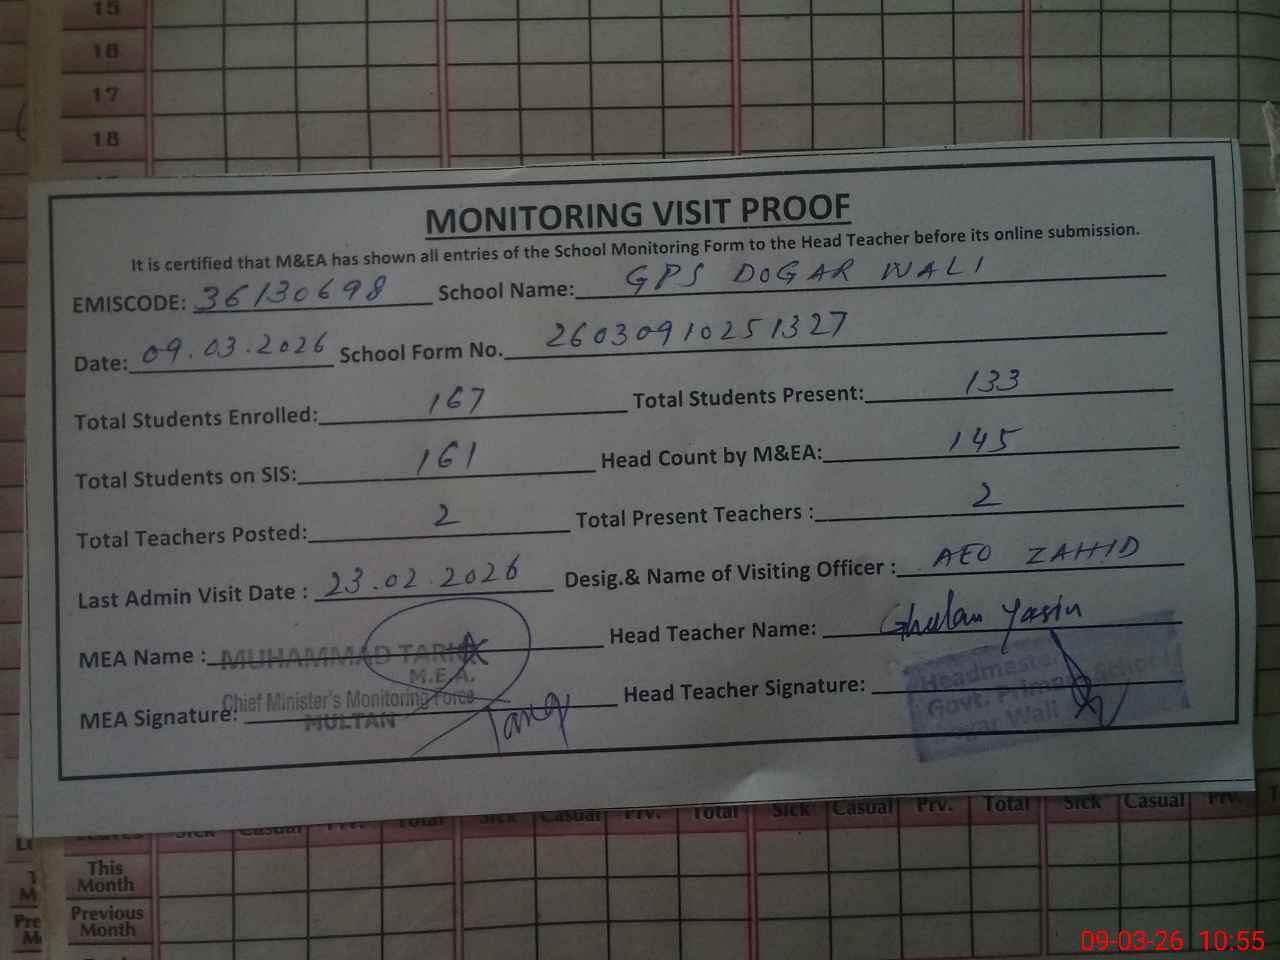 15
16
17
18
MONITORING VISIT PROOF
It is certified that M&EA has shown all entries of the School Monitoring Form to the Head Teacher before its online submission.
EMISCODE: 36130698 School Name: GPS DOGAR WALI
Date: 09.03.2026 School Form No. 26030910251327
Total Students Enrolled: 167 Total Students Present: 133
Total Students on SIS: 161 Head Count by M&EA: 145
Total Teachers Posted: 2 Total Present Teachers : 2
Last Admin Visit Date : 23.02.2026 Desig.& Name of Visiting Officer : AEO ZAHID
MEA Name : MUHAMMAD TARIQ Head Teacher Name: Ghulam Yasin
M.E.A.
Chief Minister's Monitoring Force
MULTAN
MEA Signature: Tariq Head Teacher Signature:
Headmaster
Govt. Primary School
Dogar Wali
Sick Casual Prv. Total Sick Casual Prv. Total Sick Casual Prv. Total Sick Casual Prv.
This Month
Previous Month
09-03-26 10:55